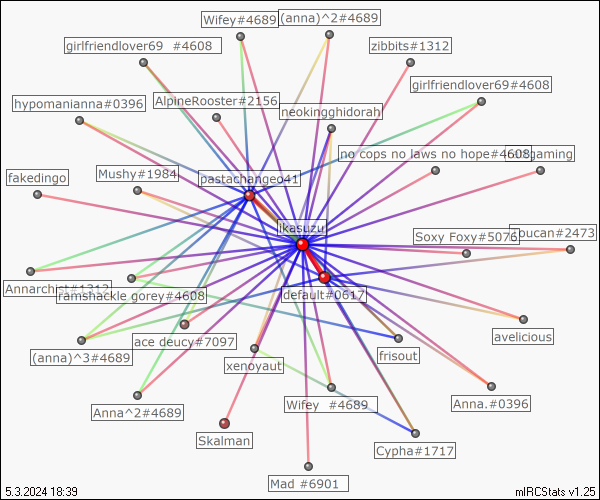 Wifey#4689
(anna)^2#4689
girlfriendlover69 #4608
zibbits#1312
girlfriendlover69#4608
hypomanianna#0396
AlpineRooster#2156
neokingghidorah
no cops no laws no hope#4608
gaming
fakedingo
Mushy#1984
pastachangeo41
ikasuzu
Soxy Foxy#5076
toucan#2473
Annarchist#1312
ramshackle gorey#4608
default#0617
ace deucy#7097
avelicious
(anna)^3#4689
xenoyaut
frisout
Anna^2#4689
Wifey #4689
Anna.#0396
Skalman
Cypha#1717
Mad #6901
5.3.2024 18:39
mIRCStats v1.25